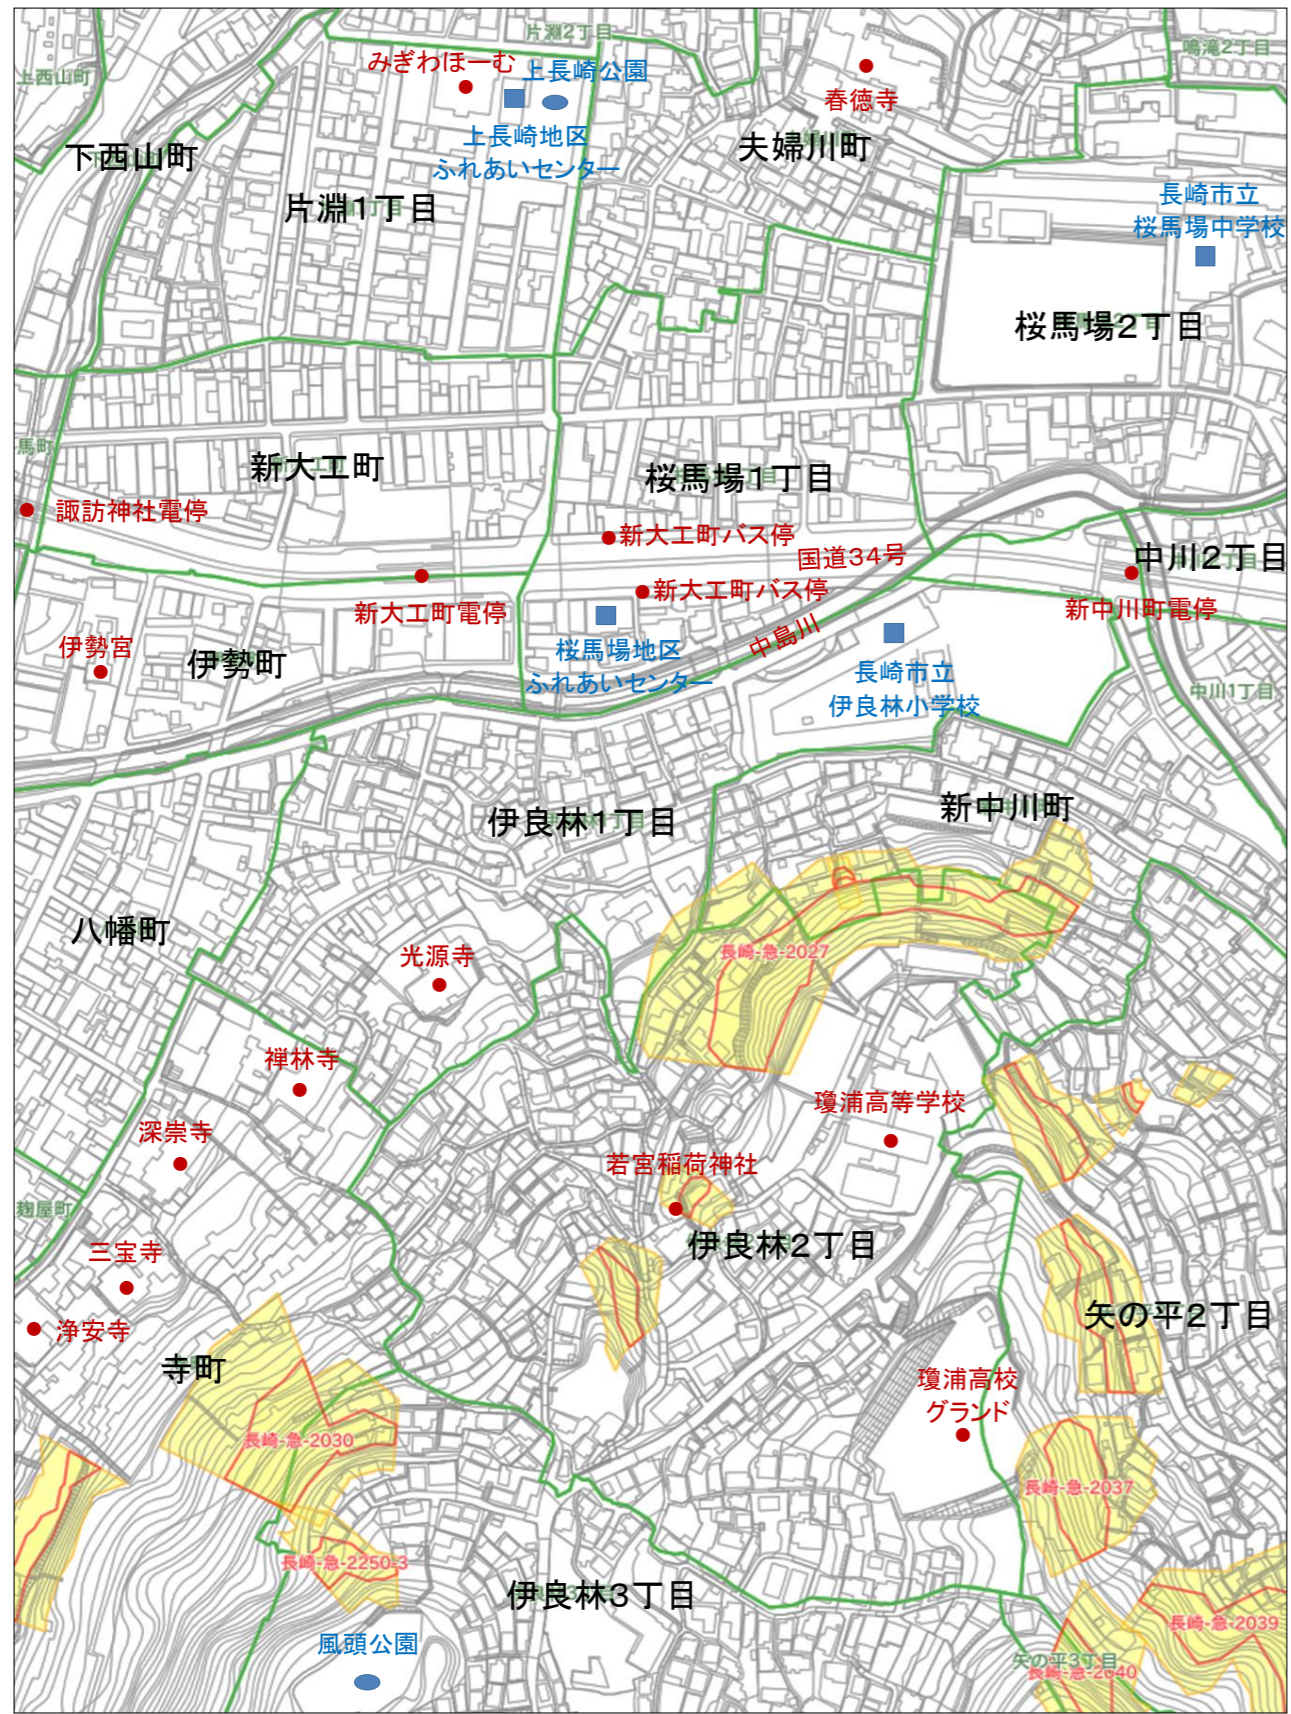 片淵2丁目
鳴滝2丁目
上西山町
みぎわほーむ
上長崎公園
春徳寺
上長崎地区
ふれあいセンター
夫婦川町
下西山町
片淵1丁目
長崎市立
桜馬場中学校
桜馬場2丁目
馬町
新大工町
桜馬場1丁目
諏訪神社電停
新大工町バス停
国道34号
中川2丁目
新大工町バス停
新大工町電停
新中川町電停
中島川
伊勢宮
伊勢町
桜馬場地区
ふれあいセンター
長崎市立
伊良林小学校
中川1丁目
伊良林1丁目
新中川町
八幡町
光源寺
長崎-急-2027
禅林寺
瓊浦高等学校
深崇寺
若宮稲荷神社
麹屋町
三宝寺
伊良林2丁目
浄安寺
矢の平2丁目
寺町
瓊浦高校
グランド
長崎-急-2030
長崎-急-2037
長崎-急-2250-3
伊良林3丁目
長崎-急-2039
風頭公園
矢の平3丁目
長崎-急-2040